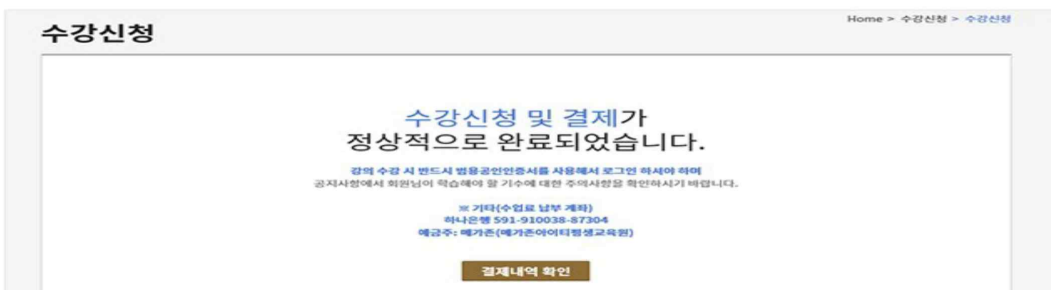 Home > 수강신청 > 수강신청
수강신청
수강신청 및 결제가
정상적으로 완료되었습니다.
강의 수강 시 반드시 범용공인인증서를 사용해서 로그인 하셔야 하며
공지사항에서 회원님이 학습해야 할 기수에 대한 주의사항을 확인하시기 바랍니다.
※ 기타(수업료 납부 계좌)
하나은행 591-910038-87304
예금주: 메가존(메가존아이티평생교육원)
결제내역 확인